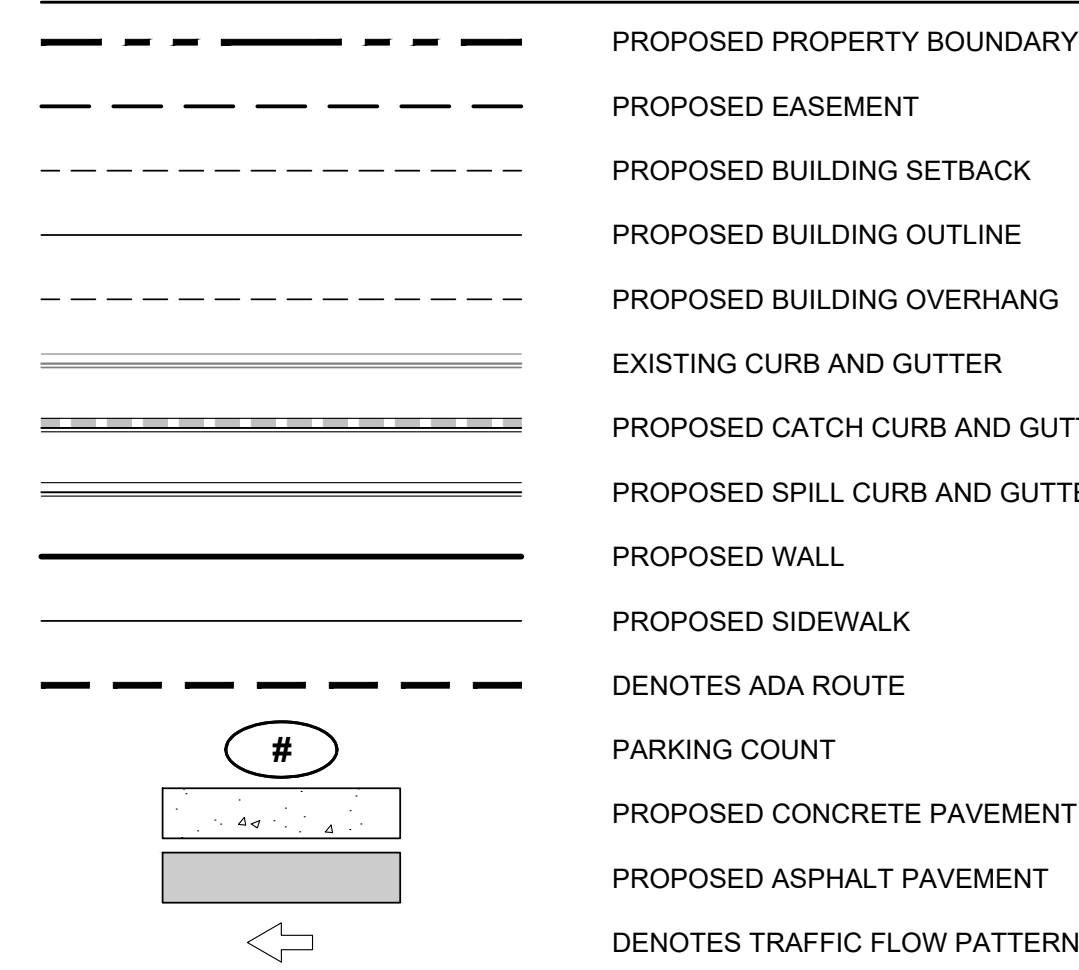 PROPOSED PROPERTY BOUNDARY
PROPOSED EASEMENT
PROPOSED BUILDING SETBACK
PROPOSED BUILDING OUTLINE
PROPOSED BUILDING OVERHANG
EXISTING CURB AND GUTTER
PROPOSED CATCH CURB AND
PROPOSED SPILL CURB AND
PROPOSED WALL
PROPOSED SIDEWALK
DENOTES ADA ROUTE
# PARKING COUNT
PROPOSED CONCRETE PAVEMENT
PROPOSED ASPHALT PAVEMENT
DENOTES TRAFFIC FLOW PATTERN